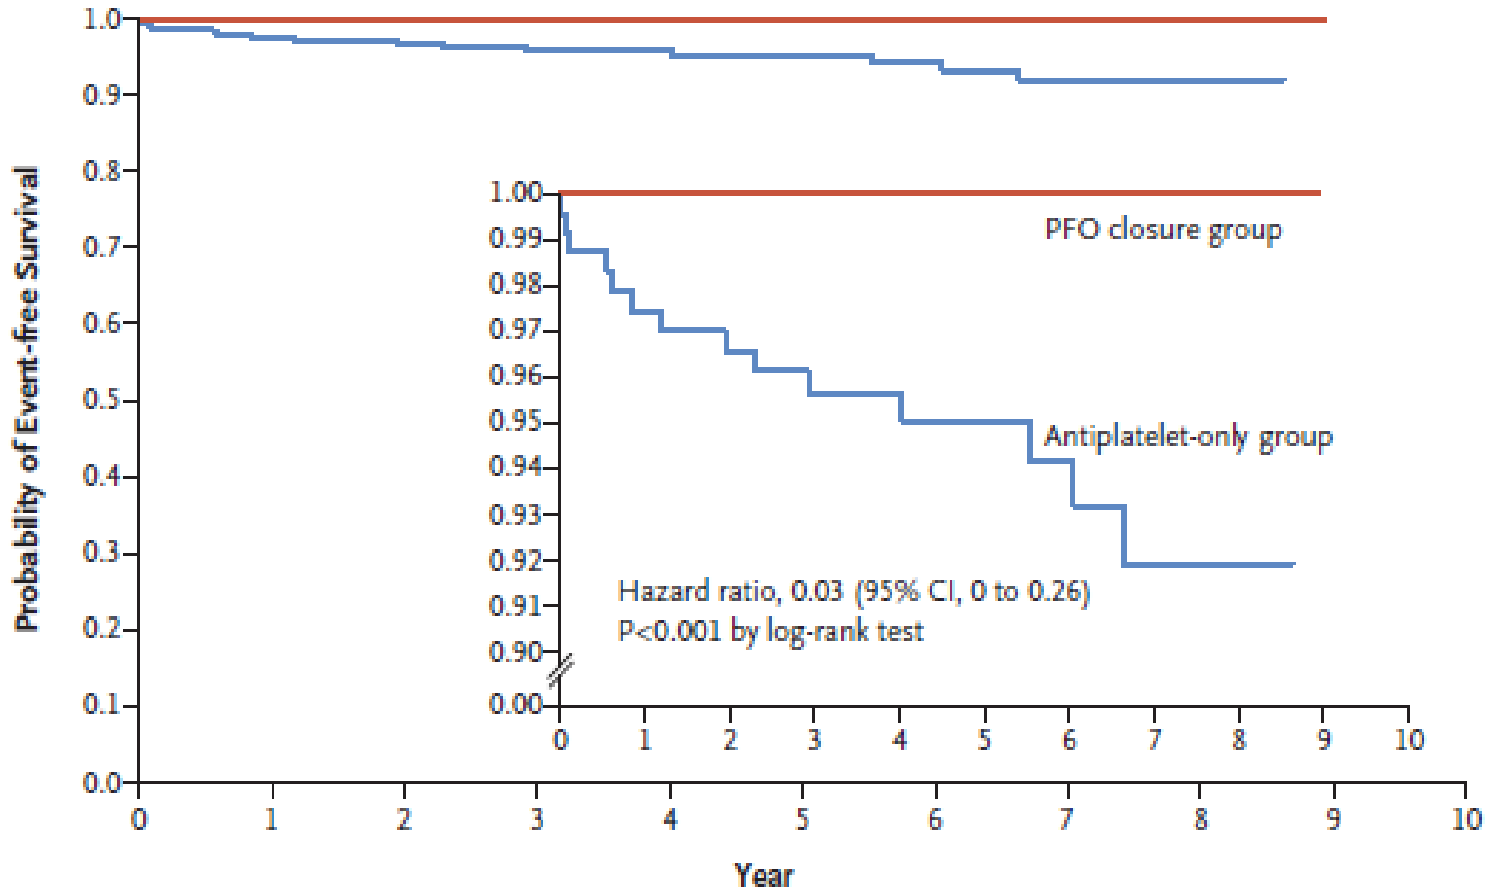 Probability of Event-free Survival
1.0
0.9
0.8
0.7
0.6
0.5
0.4
0.3
0.2
0.1
0.0
0 1 2 3 4 5 6 7 8 9 10
Year
1.00
0.99
0.98
0.97
0.96
0.95
0.94
0.93
0.92
0.91
0.90
0.00
0 1 2 3 4 5 6 7 8 9 10
PFO closure group
Antiplatelet-only group
Hazard ratio, 0.03 (95% CI, 0 to 0.26)
P<0.001 by log-rank test